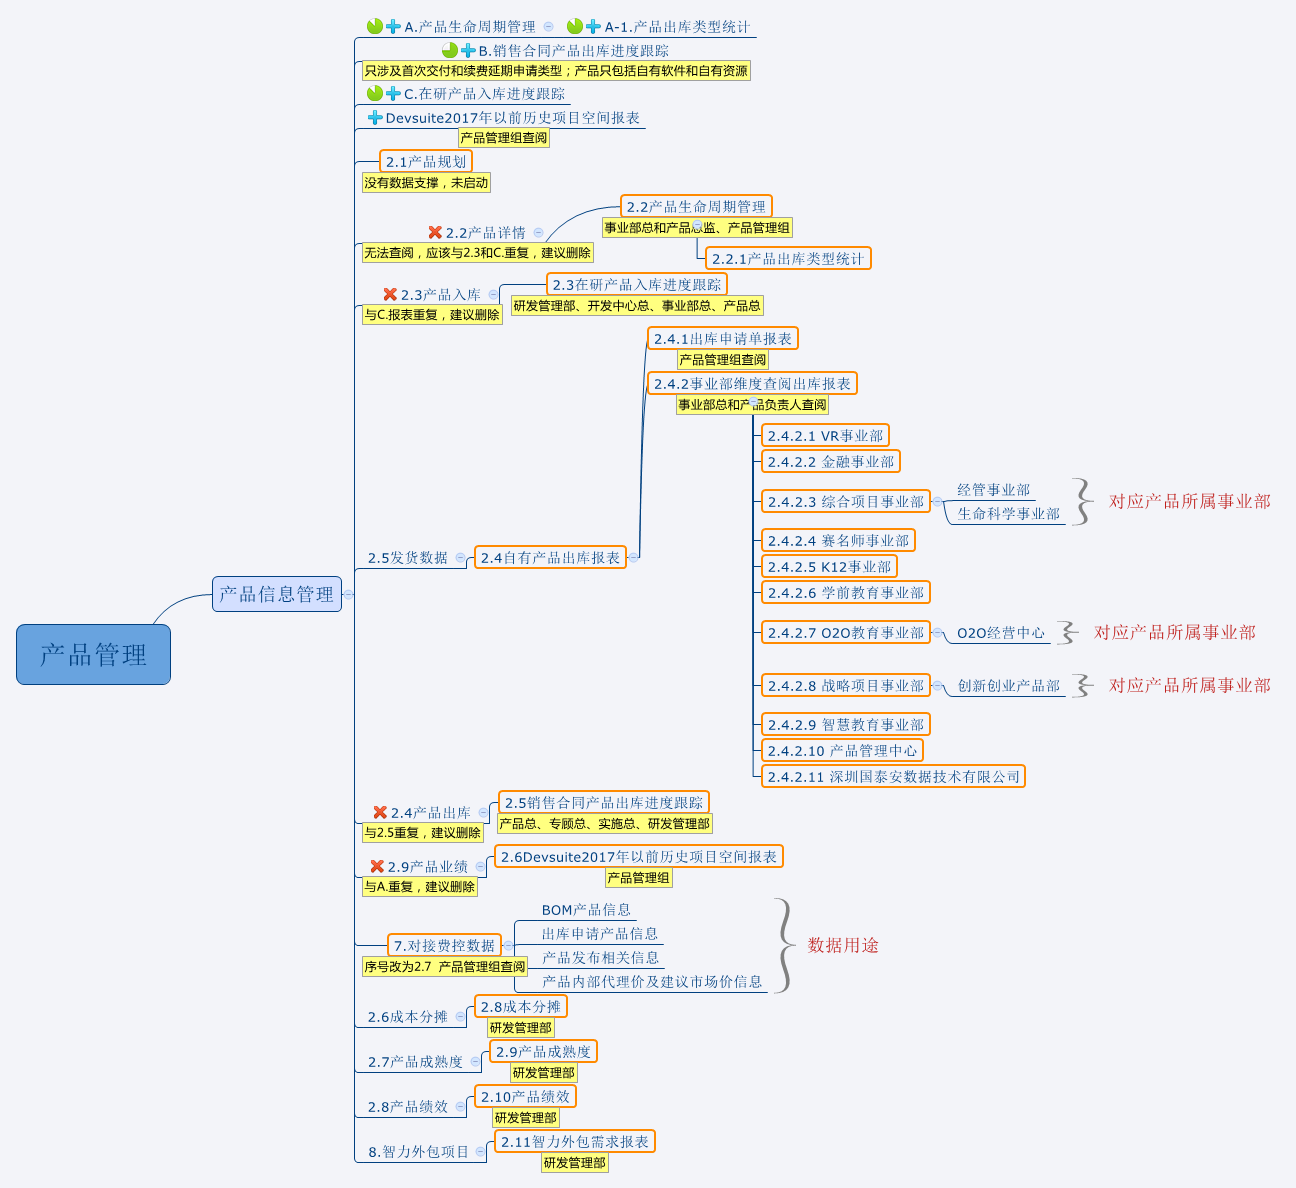 产品管理
产品信息管理
A.产品生命周期管理
A-1.产品出库类型统计
B.销售合同产品出库进度跟踪
只涉及首次交付和续费延期申请类型；产品只包括自有软件和自有资源
C.在研产品入库进度跟踪
Devsuite2017年以前历史项目空间报表
产品管理组查阅
2.1产品规划
没有数据支撑，未启动
2.2产品详情
无法查阅，应该与2.3和C.重复，建议删除
2.2产品生命周期管理
事业部总和产品总监、产品管理组
2.2.1产品出库类型统计
2.3产品入库
与C.报表重复，建议删除
2.3在研产品入库进度跟踪
研发管理部、开发中心总、事业部总、产品总
2.5发货数据
2.4自有产品出库报表
2.4.1出库申请单报表
产品管理组查阅
2.4.2事业部维度查阅出库报表
事业部总和产品负责人查阅
2.4.2.1 VR事业部
2.4.2.2 金融事业部
2.4.2.3 综合项目事业部
经管事业部
生命科学事业部
对应产品所属事业部
2.4.2.4 赛名师事业部
2.4.2.5 K12事业部
2.4.2.6 学前教育事业部
2.4.2.7 O2O教育事业部
O2O经营中心
对应产品所属事业部
2.4.2.8 战略项目事业部
创新创业产品部
对应产品所属事业部
2.4.2.9 智慧教育事业部
2.4.2.10 产品管理中心
2.4.2.11 深圳国泰安数据技术有限公司
2.4产品出库
与2.5重复，建议删除
2.5销售合同产品出库进度跟踪
产品总、专顾总、实施总、研发管理部
2.9产品业绩
与A.重复，建议删除
2.6Devsuite2017年以前历史项目空间报表
产品管理组
7.对接费控数据
序号改为2.7 产品管理组查阅
BOM产品信息
出库申请产品信息
产品发布相关信息
产品内部代理价及建议市场价信息
数据用途
2.6成本分摊
2.8成本分摊
研发管理部
2.7产品成熟度
2.9产品成熟度
研发管理部
2.8产品绩效
2.10产品绩效
研发管理部
8.智力外包项目
2.11智力外包需求报表
研发管理部